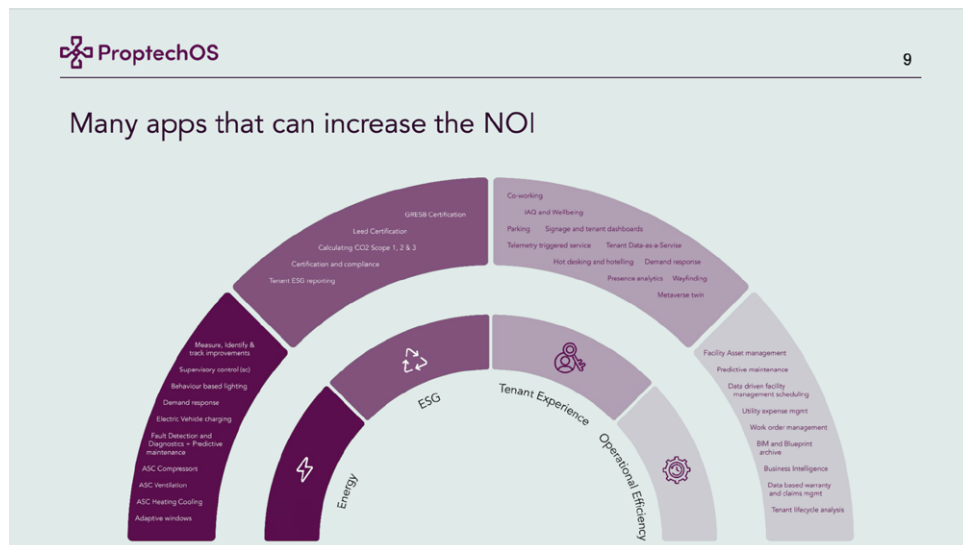 ProptechOS
9
Many apps that can increase the NOI
GRESB Certification
Leed Certification
Calculating CO2 Scope 1, 2 & 3
Certification and compliance
Tenant ESG reporting
Co-working
IAQ and Wellbeing
Parking Signage and tenant dashboards
Telemetry triggered service Tenant Data-as-a-Servise
Hot desking and hotelling Demand response
Presence analytics Wayfinding
Metaverse twin
Measure, Identify &
track improvements
Supervisory control (sc)
Behaviour based lighting
Demand response
Electric Vehicle charging
Fault Detection and
Diagnostics + Predictive
maintenance
ASC Compressors
ASC Ventilation
ASC Heating Cooling
Adaptive windows
Facility Asset management
Predictive maintenance
Data driven facility
management scheduling
Utility expense mgmt
Work order management
BIM and Blueprint
archive
Business Intelligence
Data based warranty
and claims mgmt
Tenant lifecycle analysis
Energy
ESG
Tenant Experience
Operational Efficiency